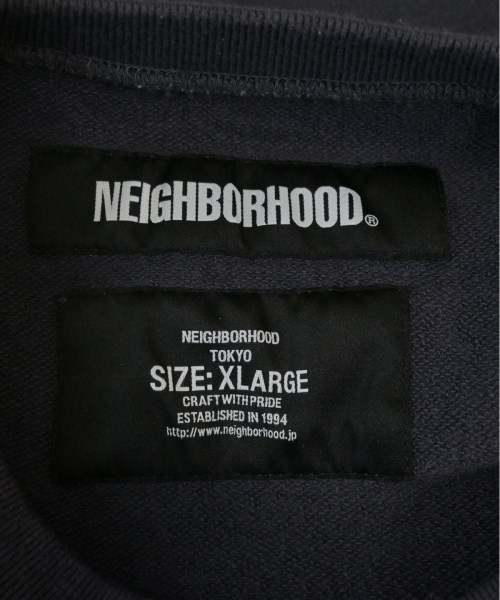 NEIGHBORHOOD®
NEIGHBORHOOD
TOKYO
SIZE: XLARGE
CRAFT WITH PRIDE
ESTABLISHED IN 1994
http://www.neighborhood.jp